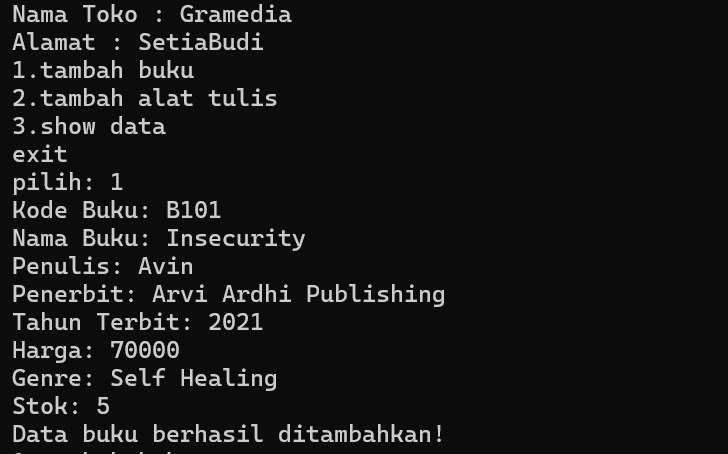 Nama Toko : Gramedia
Alamat : SetiaBudi
1.tambah buku
2.tambah alat tulis
3.show data
exit
pilih: 1
Kode Buku: B101
Nama Buku: Insecurity
Penulis: Avin
Penerbit: Arvi Ardhi Publishing
Tahun Terbit: 2021
Harga: 70000
Genre: Self Healing
Stok: 5
Data buku berhasil ditambahkan!